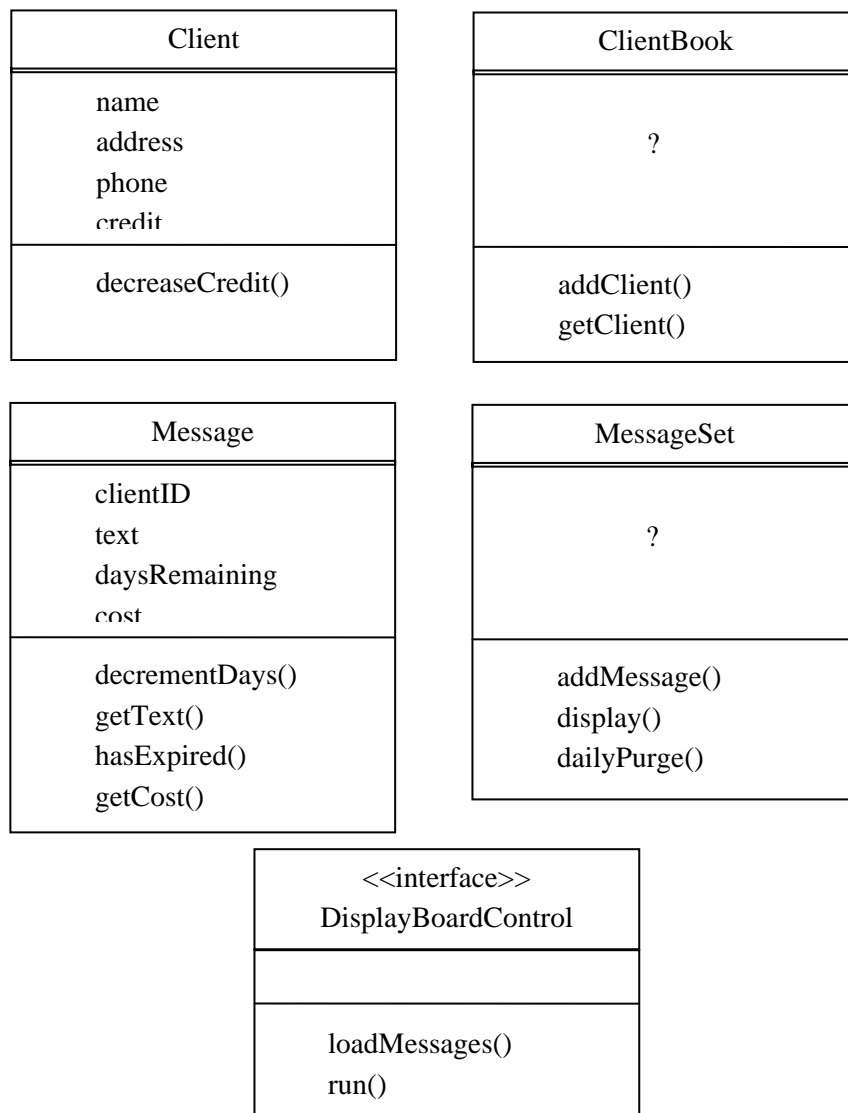 Client
name
address
phone
credit
decreaseCredit()
ClientBook
?
addClient()
getClient()
Message
clientID
text
daysRemaining
cost
decrementDays()
getText()
hasExpired()
getCost()
MessageSet
?
addMessage()
display()
dailyPurge()
<<interface>>
DisplayBoardControl
loadMessages()
run()